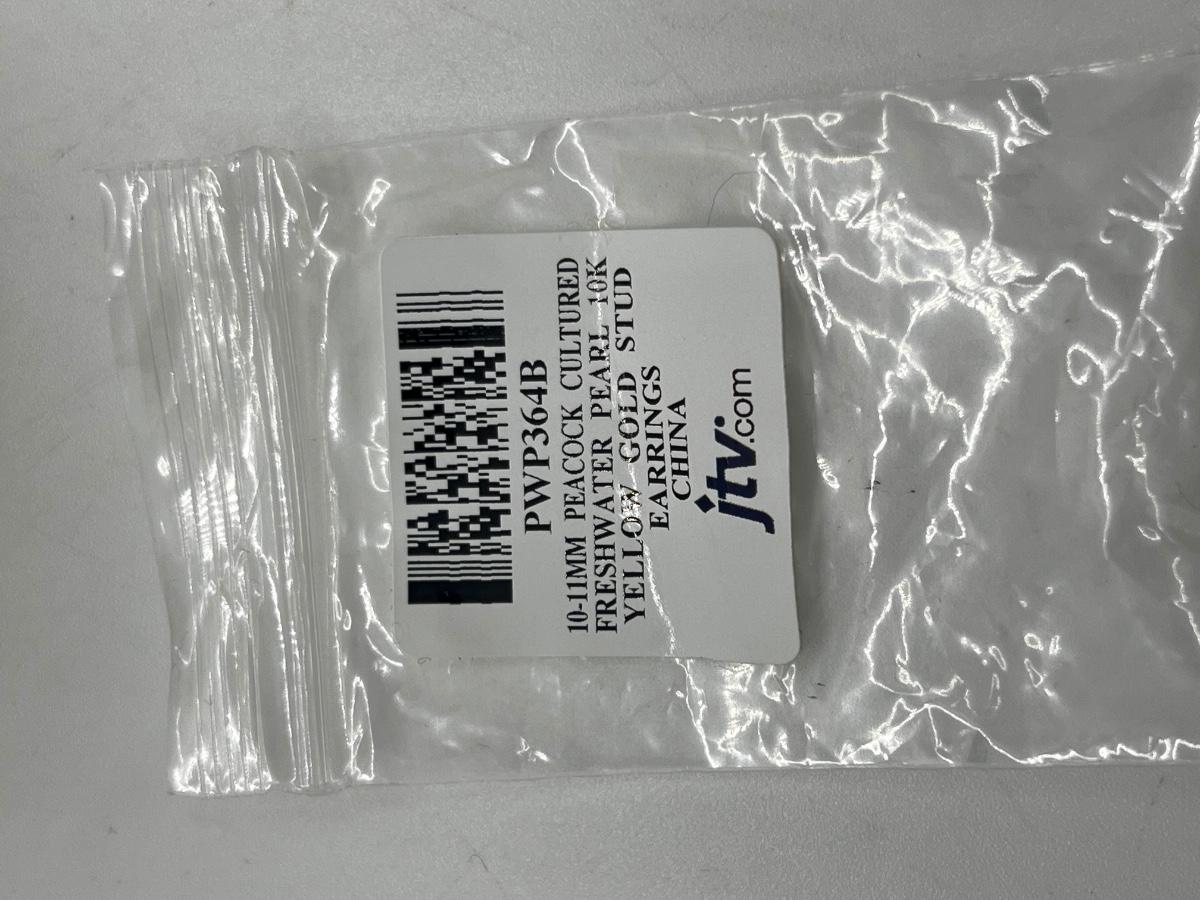 PWP364B
10-11MM PEACOCK CULTURED
FRESHWATER PEARL 10K
YELLOW GOLD STUD
EARRINGS
CHINA
jtv.com